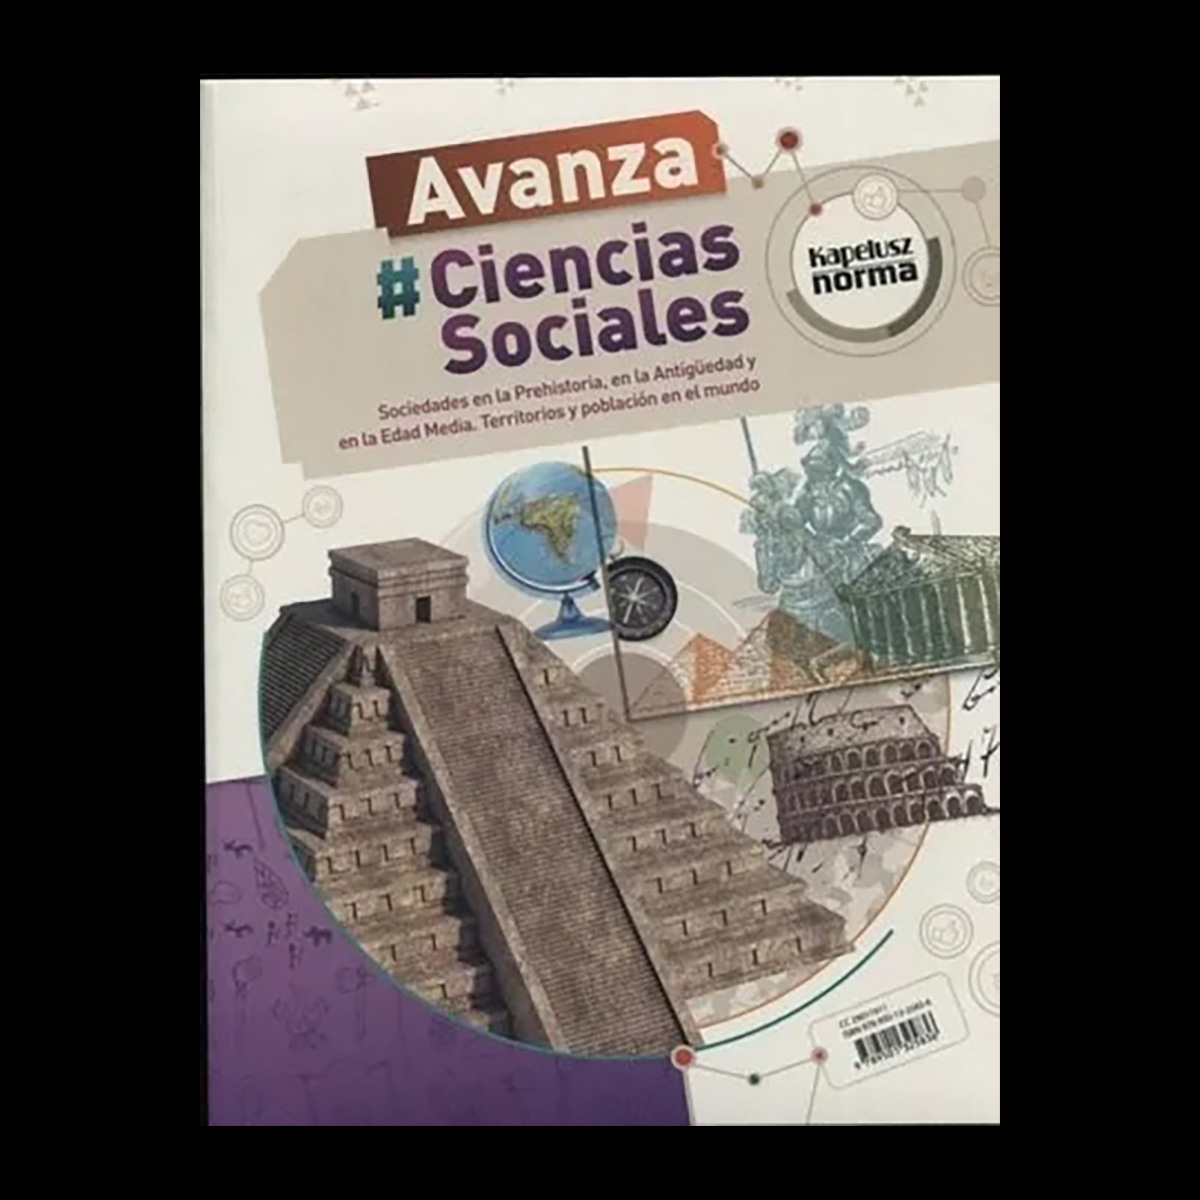 Avanza
#Ciencias
Sociales
Kapelusz
norma
Sociedades en la Prehistoria, en la Antigüedad y
en la Edad Media. Territorios y población en el mundo